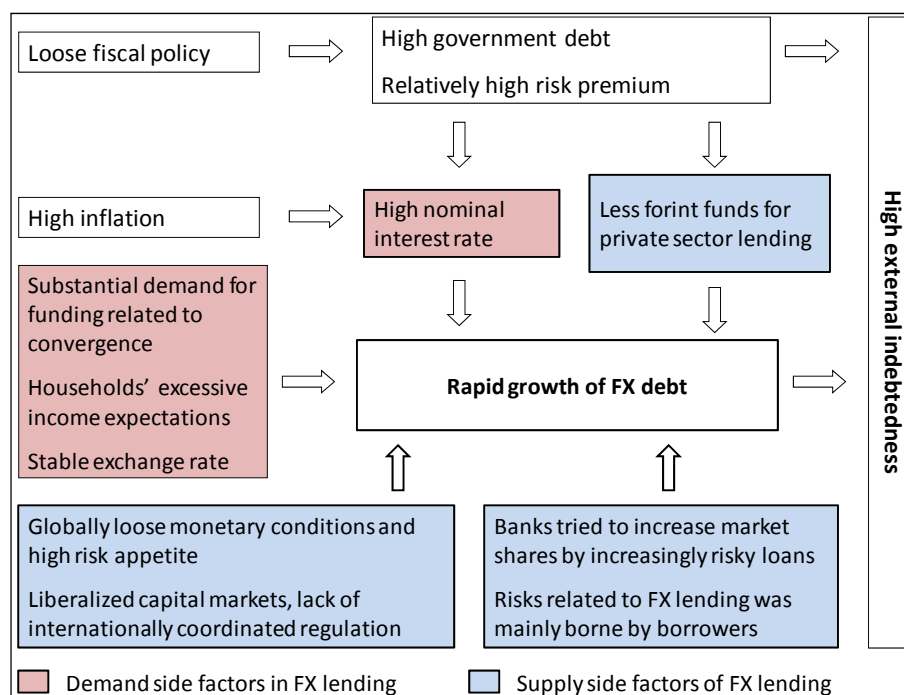 Loose fiscal policy
High government debt
Relatively high risk premium
High inflation
High nominal
interest rate
Less forint funds for
private sector lending
Substantial demand for
funding related to
convergence
Households’ excessive
income expectations
Stable exchange rate
Rapid growth of FX debt
High external indebtedness
Globally loose monetary conditions and
high risk appetite
Liberalized capital markets, lack of
internationally coordinated regulation
Banks tried to increase market
shares by increasingly risky loans
Risks related to FX lending was
mainly borne by borrowers
Demand side factors in FX lending
Supply side factors of FX lending